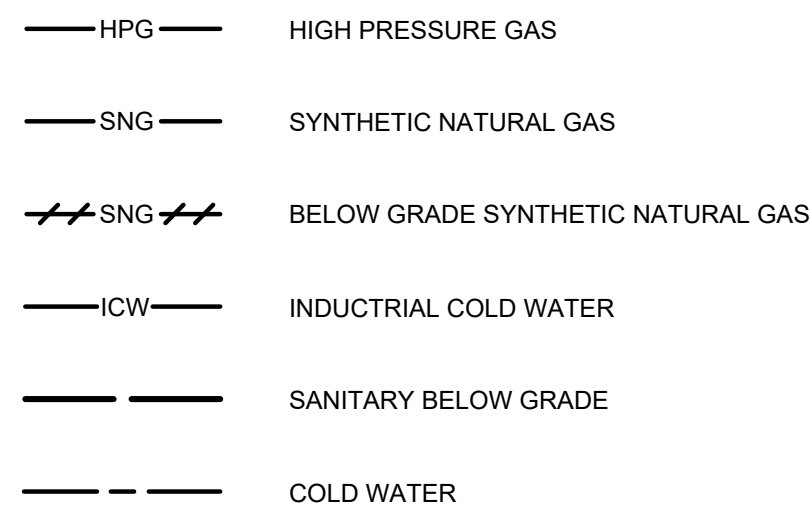 HPG HIGH PRESSURE GAS
SNG SYNTHETIC NATURAL GAS
SNG BELOW GRADE SYNTHETIC NATURAL GAS
ICW INDUCTRIAL COLD WATER
SANITARY BELOW GRADE
COLD WATER